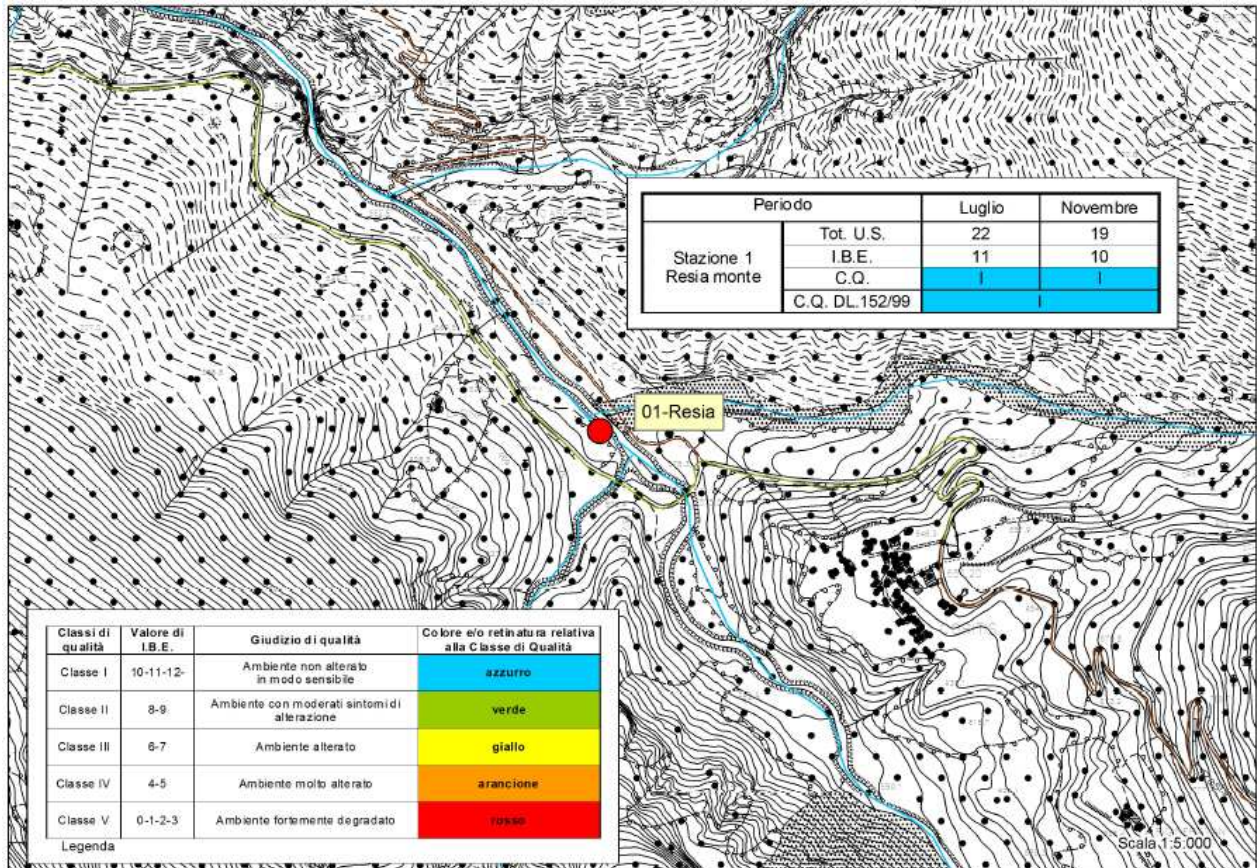 Periodo Luglio Novembre
Stazione 1
Resia monte
Tot. U.S. 22 19
I.B.E. 11 10
C.Q. I I
C.Q. DL.152/99 I
01-Resia
Classi di qualità Valore di I.B.E. Giudizio di qualità Colore e/o retinatura relativa alla Classe di Qualità
Classe I 10-11-12- Ambiente non alterato in modo sensibile azzurro
Classe II 8-9 Ambiente con moderati sintomi di alterazione verde
Classe III 6-7 Ambiente alterato giallo
Classe IV 4-5 Ambiente molto alterato arancione
Classe V 0-1-2-3 Ambiente fortemente degradato rosso
Legenda
Scala 1:5.000